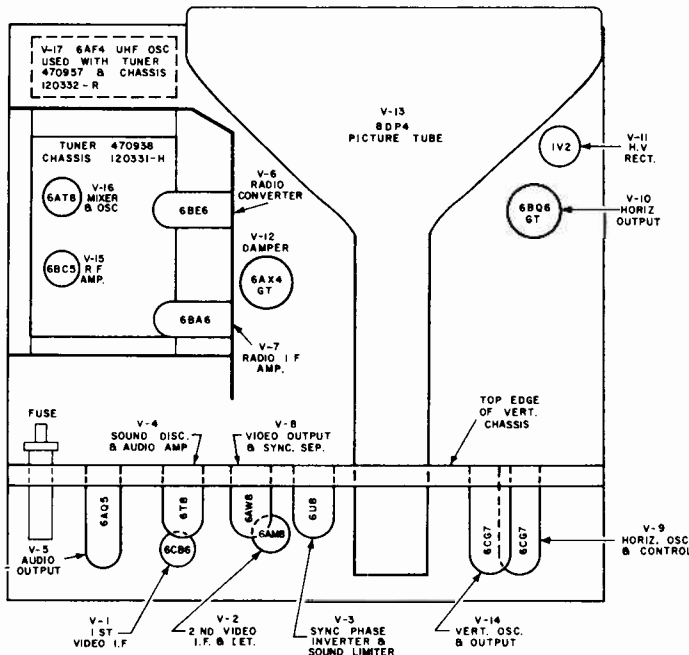 V-17 6AF4 UHF OSC
USED WITH TUNER
470957 & CHASSIS
120332-R
V-13
8DP4
PICTURE TUBE
TUNER 470938
CHASSIS 120331-H
6AT8
V-16
MIXER
& OSC
6BC5
V-15
R F
AMP.
6BE6
V-6
RADIO
CONVERTER
V-12
DAMPER
6AX4
GT
6BA6
V-7
RADIO I F
AMP.
1V2
V-11
H.V
RECT.
6BQ6
GT
V-10
HORIZ
OUTPUT
FUSE
V-4
SOUND DISC.
& AUDIO AMP
V-8
VIDEO OUTPUT
& SYNC. SEP.
TOP EDGE
OF VERT.
CHASSIS
6AQ5
6T8
6CB6
6AW8
6AM8
6U8
6CG7
6CG7
V-5
AUDIO
OUTPUT
V-9
HORIZ. OSC
& CONTROL
V-1
1 ST
VIDEO I.F
V-2
2 ND VIDEO
I.F. & DET.
V-3
SYNC PHASE
INVERTER &
SOUND LIMITER
V-14
VERT. OSC.
& OUTPUT